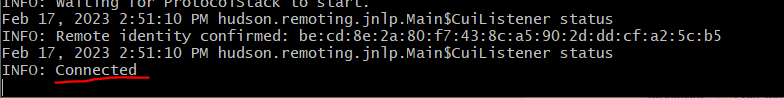 INFO: Waiting for ProtocolStack to start.
Feb 17, 2023 2:51:10 PM hudson.remoting.jnlp.Main$CuiListener status
INFO: Remote identity confirmed: be:cd:8e:2a:80:f7:43:8c:a5:90:2d:dd:cf:a2:5c:b5
Feb 17, 2023 2:51:10 PM hudson.remoting.jnlp.Main$CuiListener status
INFO: Connected